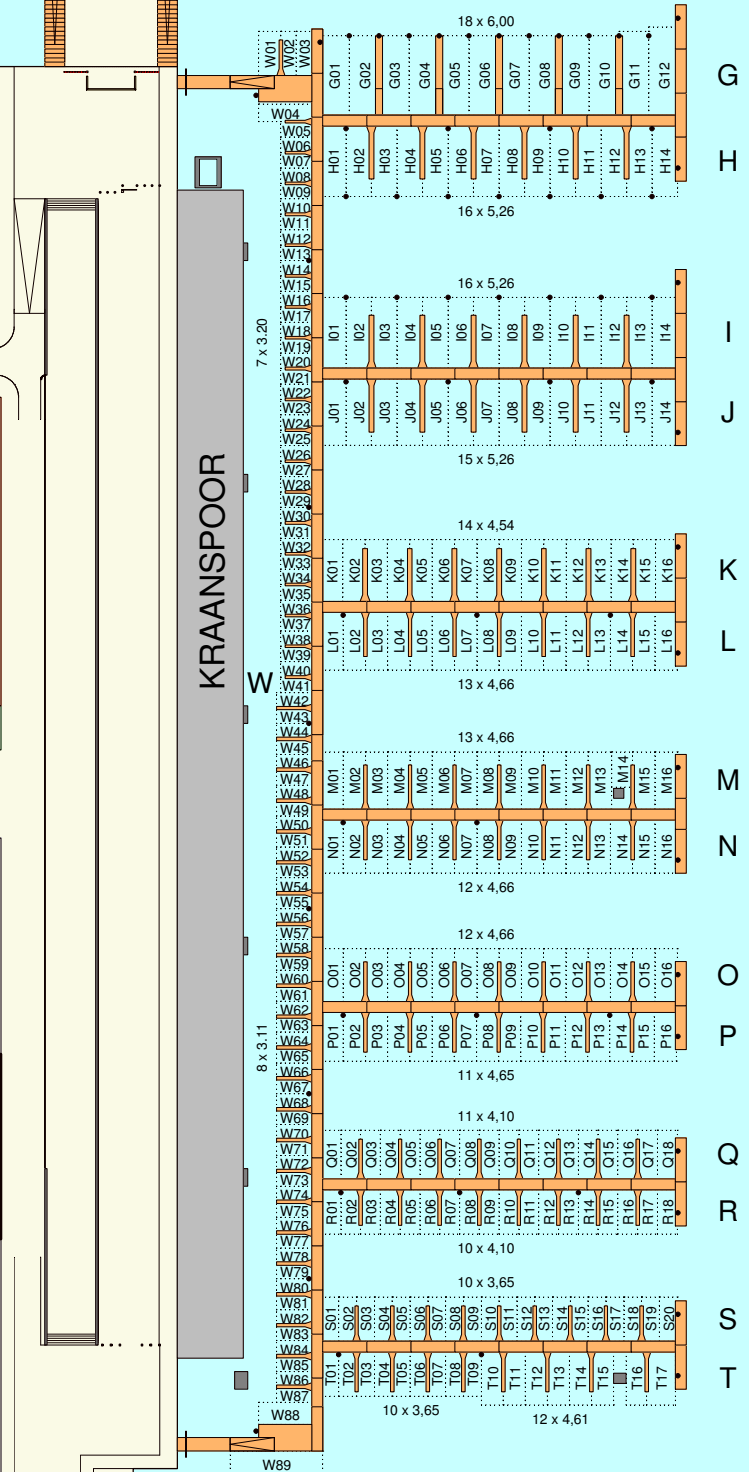 18 x 6,00
W01 W02 W03
G01 G02 G03 G04 G05 G06 G07 G08 G09 G10 G11 G12
G
H01 H02 H03 H04 H05 H06 H07 H08 H09 H10 H11 H12 H13 H14
H
16 x 5,26
16 x 5,26
I01 I02 I03 I04 I05 I06 I07 I08 I09 I10 I11 I12 I13 I14
I
J01 J02 J03 J04 J05 J06 J07 J08 J09 J10 J11 J12 J13 J14
J
15 x 5,26
14 x 4,54
K01 K02 K03 K04 K05 K06 K07 K08 K09 K10 K11 K12 K13 K14 K15 K16
K
L01 L02 L03 L04 L05 L06 L07 L08 L09 L10 L11 L12 L13 L14 L15 L16
L
13 x 4,66
13 x 4,66
M01 M02 M03 M04 M05 M06 M07 M08 M09 M10 M11 M12 M13 M14 M15 M16
M
N01 N02 N03 N04 N05 N06 N07 N08 N09 N10 N11 N12 N13 N14 N15 N16
N
12 x 4,66
12 x 4,66
O01 O02 O03 O04 O05 O06 O07 O08 O09 O10 O11 O12 O13 O14 O15 O16
O
P01 P02 P03 P04 P05 P06 P07 P08 P09 P10 P11 P12 P13 P14 P15 P16
P
11 x 4,65
11 x 4,10
Q01 Q02 Q03 Q04 Q05 Q06 Q07 Q08 Q09 Q10 Q11 Q12 Q13 Q14 Q15 Q16 Q17 Q18
Q
R01 R02 R03 R04 R05 R06 R07 R08 R09 R10 R11 R12 R13 R14 R15 R16 R17 R18
R
10 x 4,10
10 x 3,65
S01 S02 S03 S04 S05 S06 S07 S08 S09 S10 S11 S12 S13 S14 S15 S16 S17 S18 S19 S20
S
T01 T02 T03 T04 T05 T06 T07 T08 T09 T10 T11 T12 T13 T14 T15 T16 T17
T
10 x 3,65
12 x 4,61
W04
W05
W06
W07
W08
W09
W10
W11
W12
W13
W14
W15
W16
W17
W18
W19
W20
W21
W22
W23
W24
W25
W26
W27
W28
W29
W30
W31
W32
W33
W34
W35
W36
W37
W38
W39
W40
W41
W42
W43
W44
W45
W46
W47
W48
W49
W50
W51
W52
W53
W54
W55
W56
W57
W58
W59
W60
W61
W62
W63
W64
W65
W66
W67
W68
W69
W70
W71
W72
W73
W74
W75
W76
W77
W78
W79
W80
W81
W82
W83
W84
W85
W86
W87
W88
W89
7 x 3.20
KRAANSPOOR
W
8 x 3.11